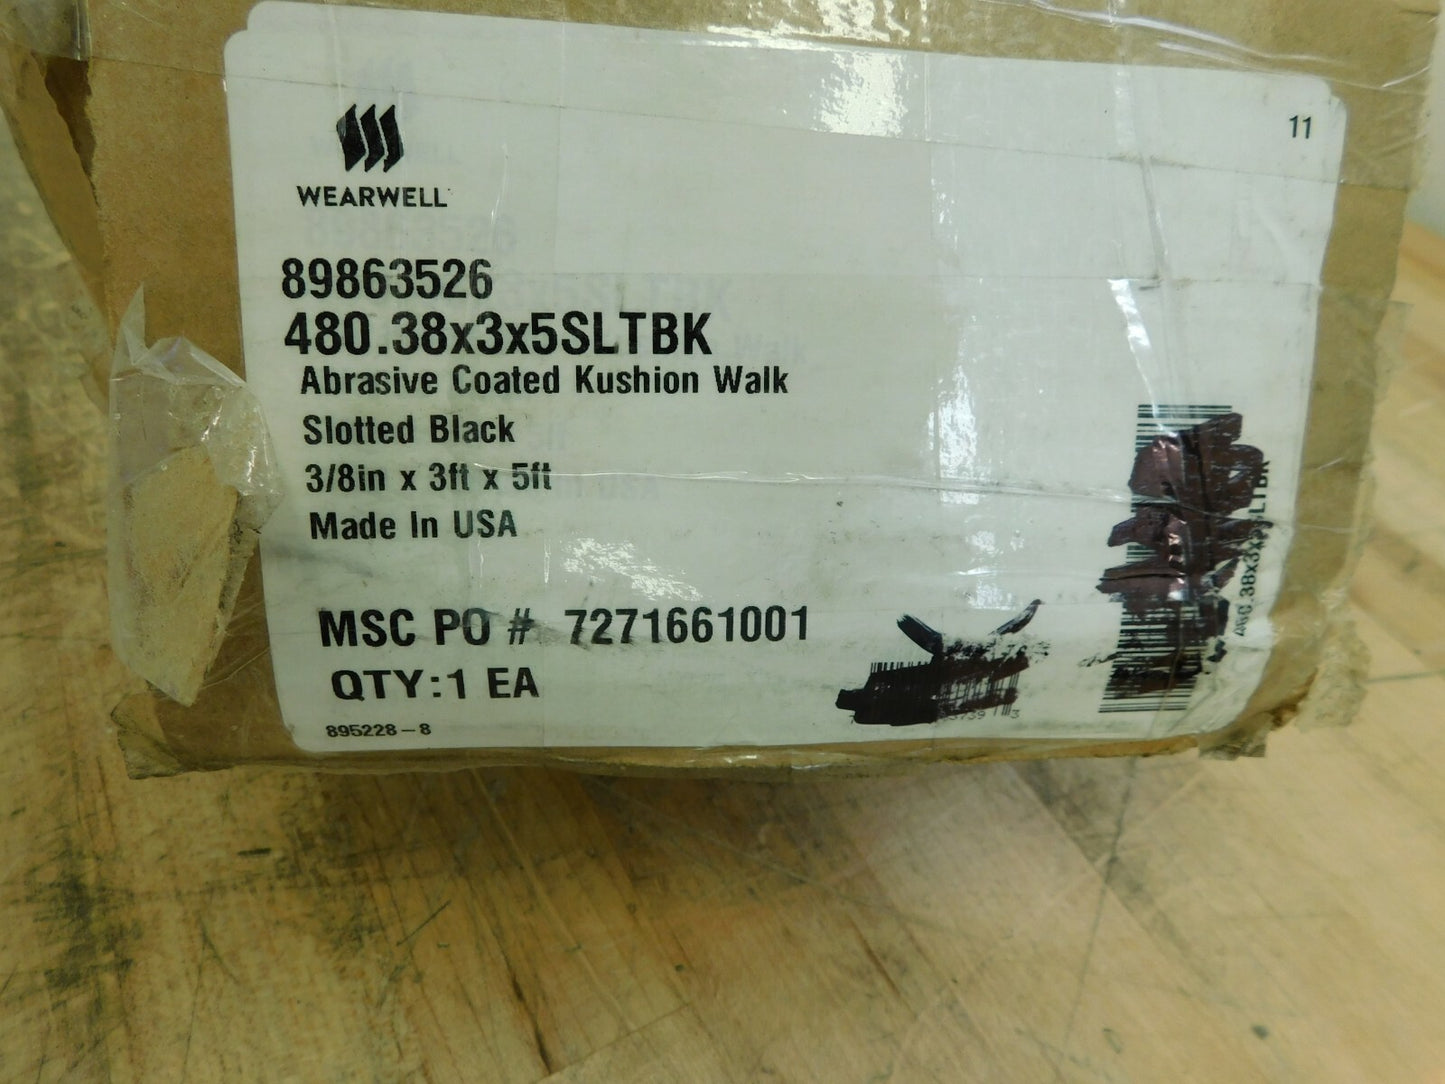 11
WEARWELL
89863526
480.38x3x5SLTBK
Abrasive Coated Kushion Walk
Slotted Black
3/8in x 3ft x 5ft
Made In USA
MSC PO # 7271661001
QTY:1 EA
895228-8